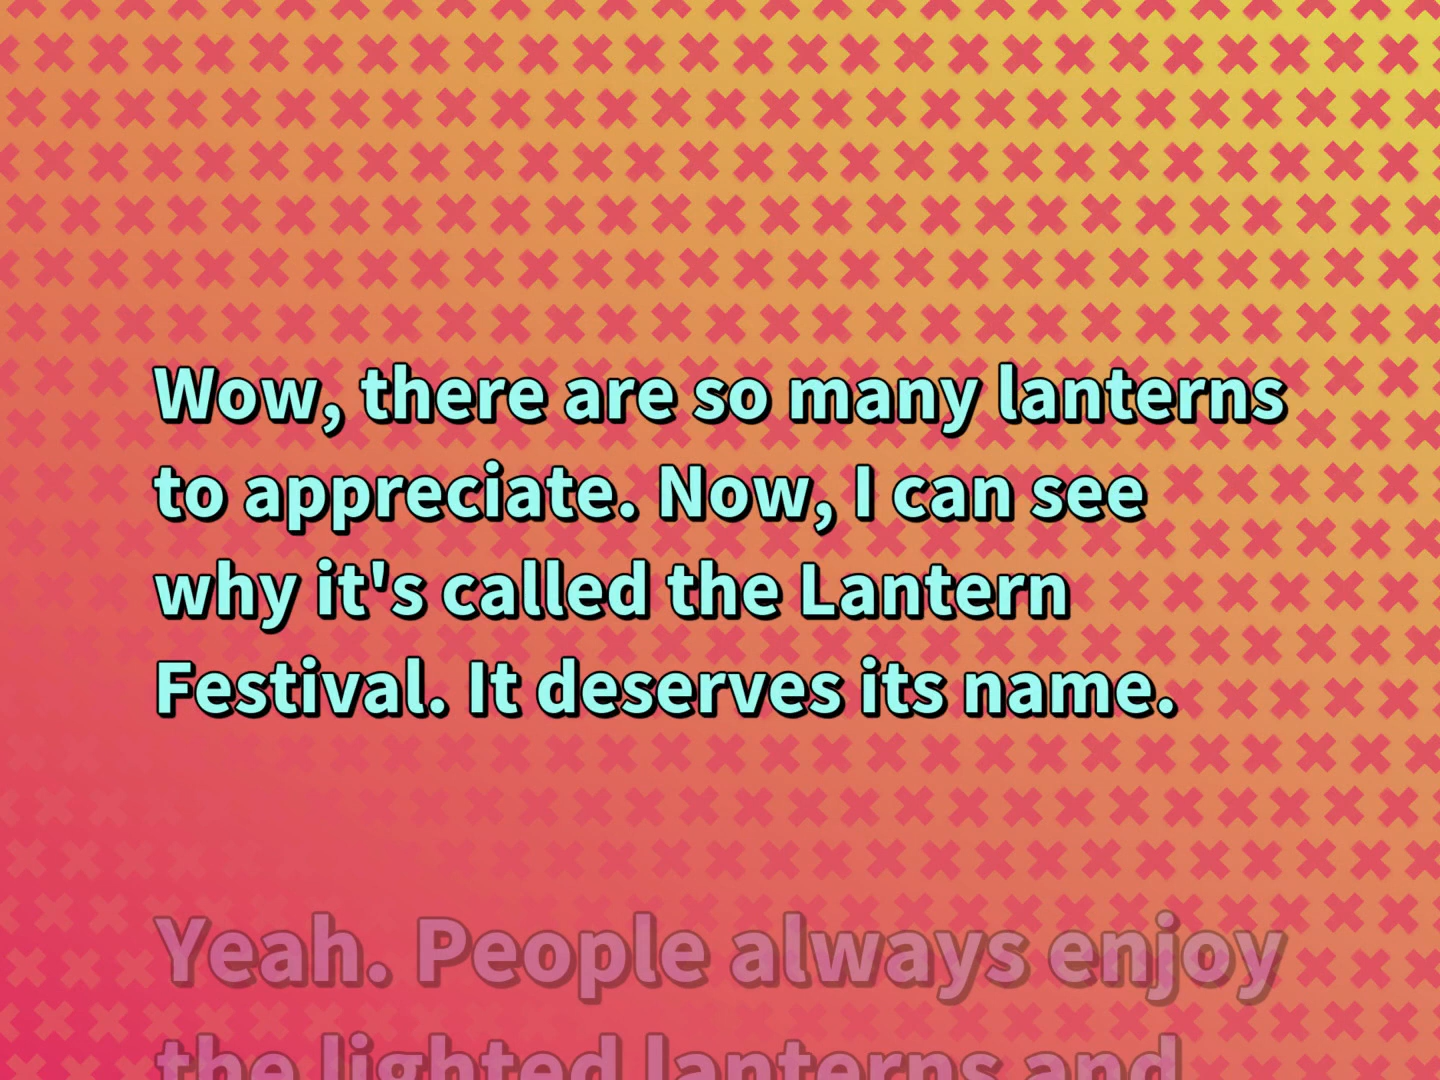 Wow, there are so many lanterns
to appreciate. Now, I can see
why it's called the Lantern
Festival. It deserves its name.
Yeah. People always enjoy
the lighted lanterns and